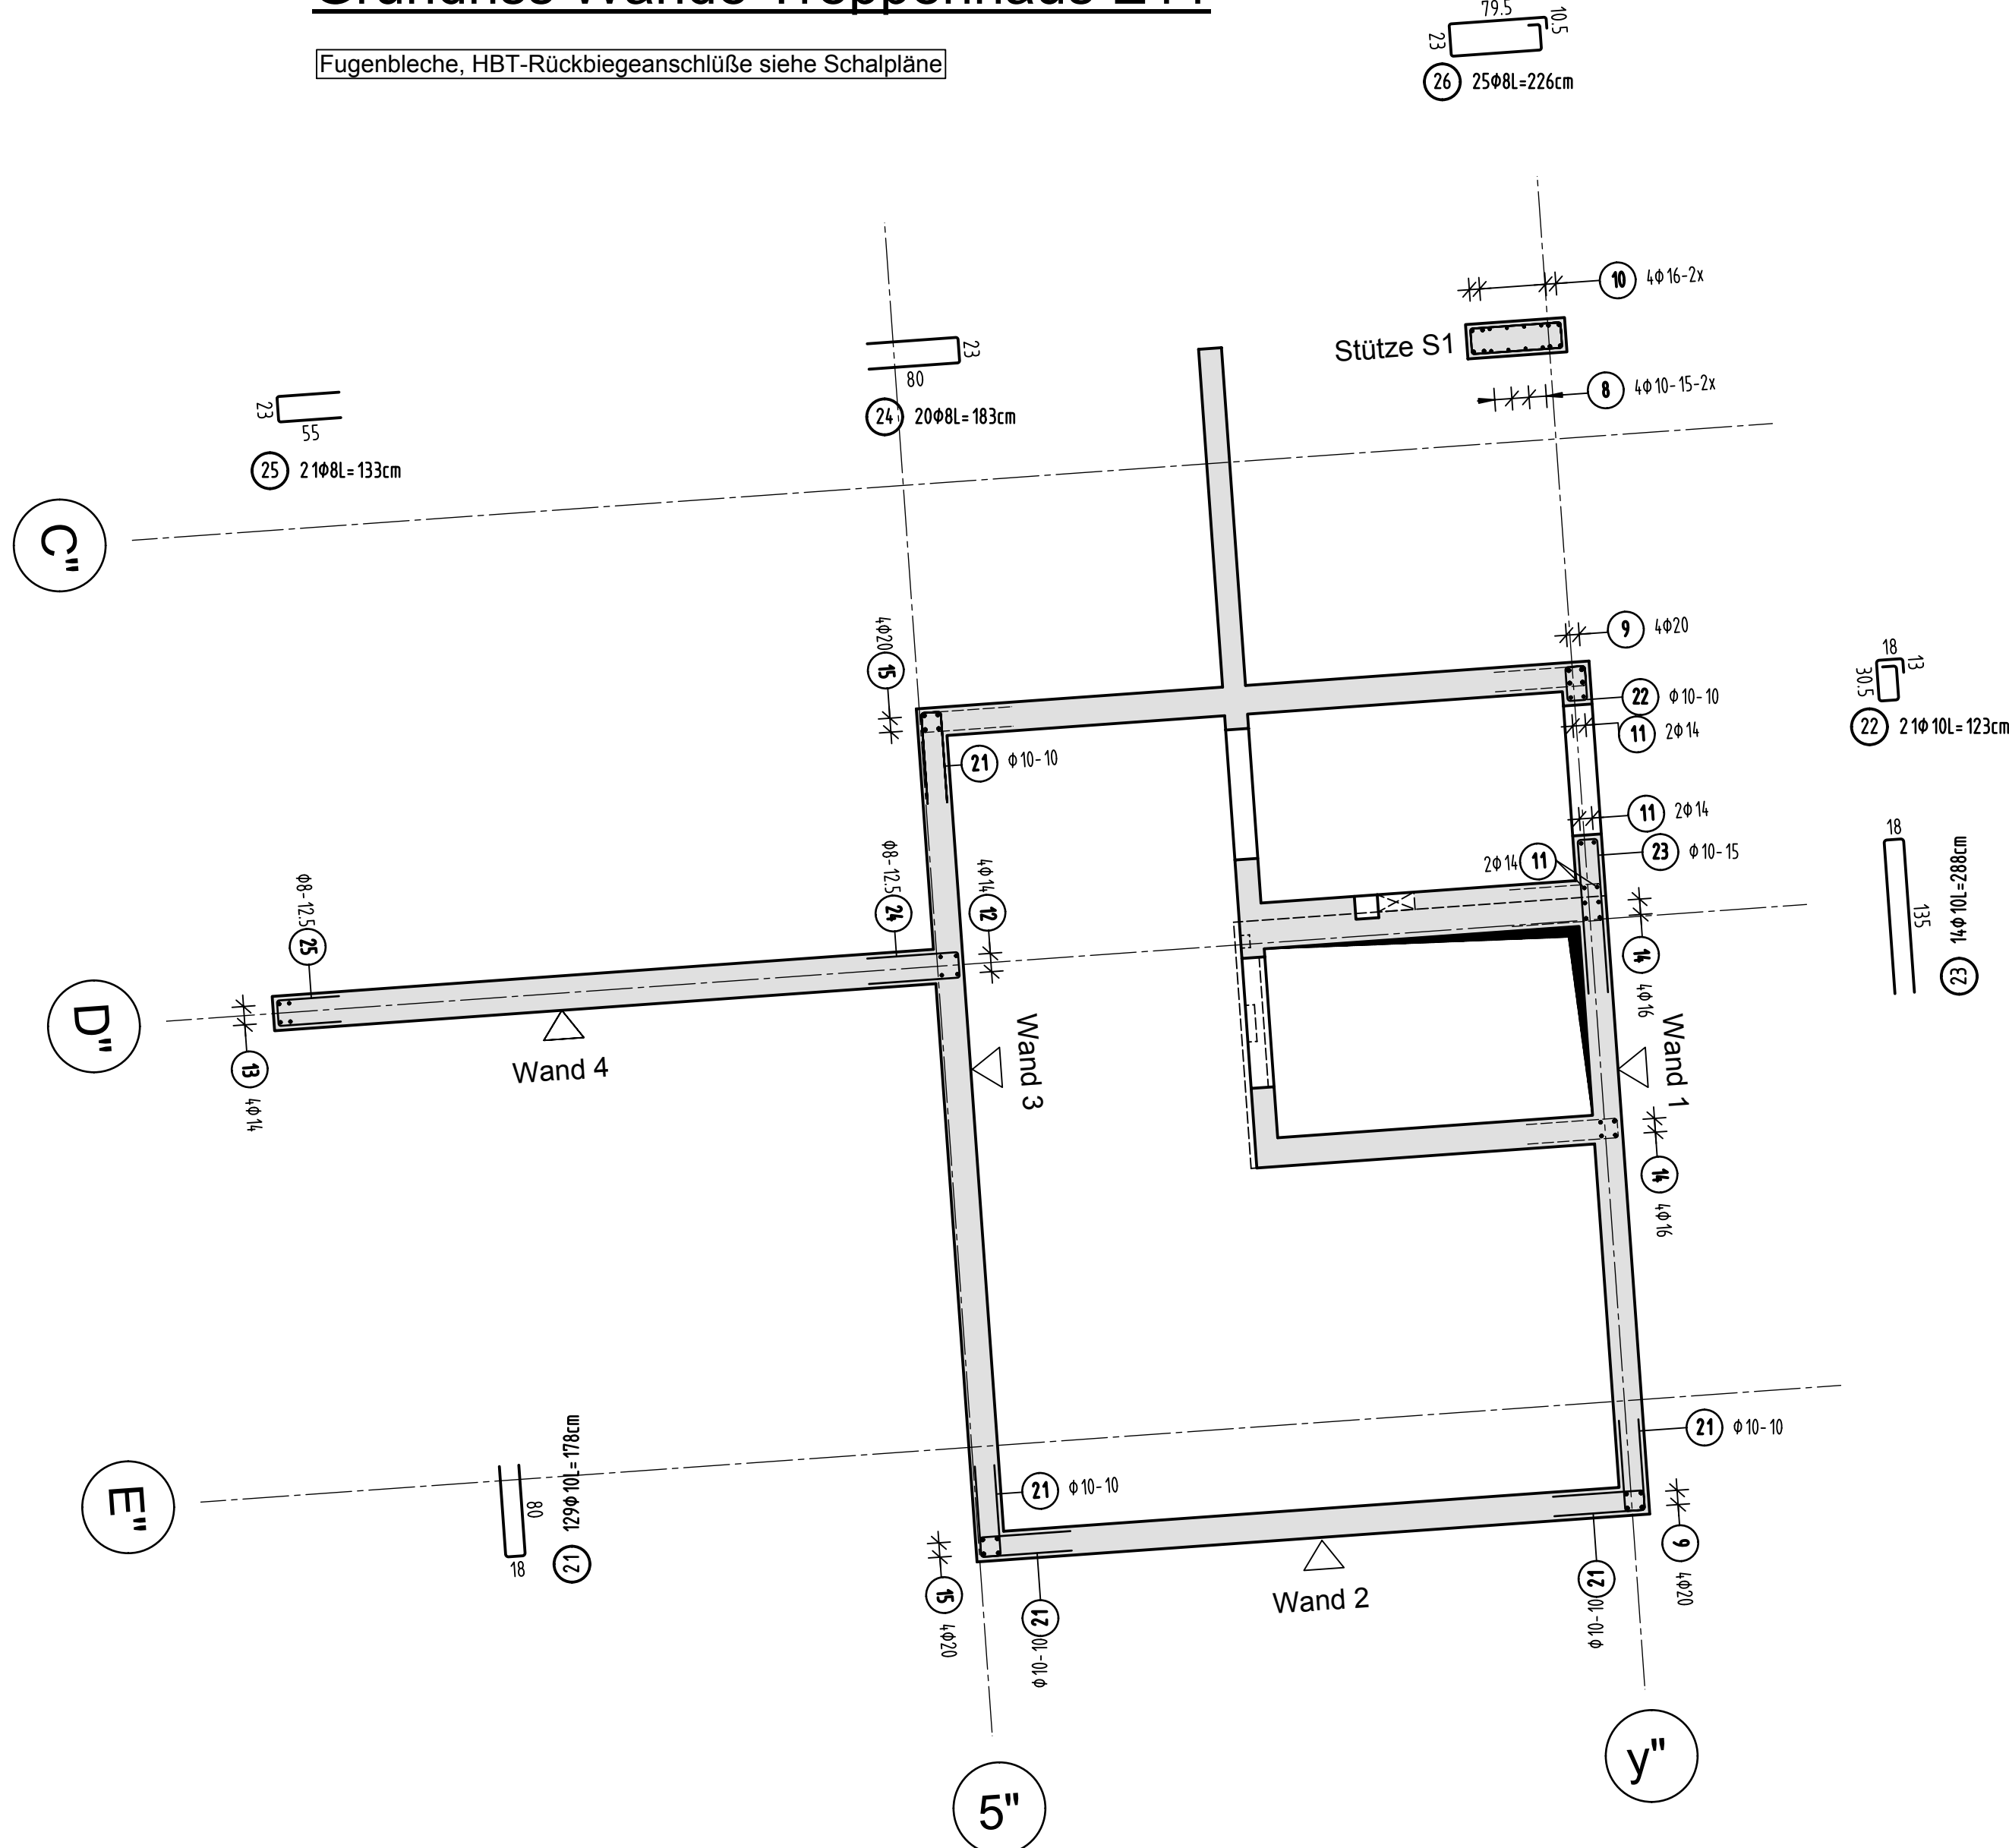 79.5
10.5
23
26 25Φ8L=226cm
Fugenbleche, HBT-Rückbiegeanschlüße siehe Schalpläne
10 4Φ16-2x
Stütze S1
8 4Φ10-15-2x
23
80
24 20Φ8L=183cm
23
55
25 21Φ8L=133cm
C"
4Φ20 15
9 4Φ20
22 Φ10-10
11 2Φ14
18
13
30.5
22 21Φ10L=123cm
21 Φ10-10
11 2Φ14
23 Φ10-15
2Φ14 11
18
135
23 14Φ10L=288cm
Φ8-12.5 25
Φ8-12.5 24
4Φ14 12
14 4Φ16
D"
13 4Φ14
Wand 4
Wand 3
Wand 1
14 4Φ16
E"
80
18
21 129Φ10L=178cm
21 Φ10-10
21 Φ10-10
9 4Φ20
15 4Φ20
21 Φ10-10
Wand 2
21 Φ10-10
5"
y"